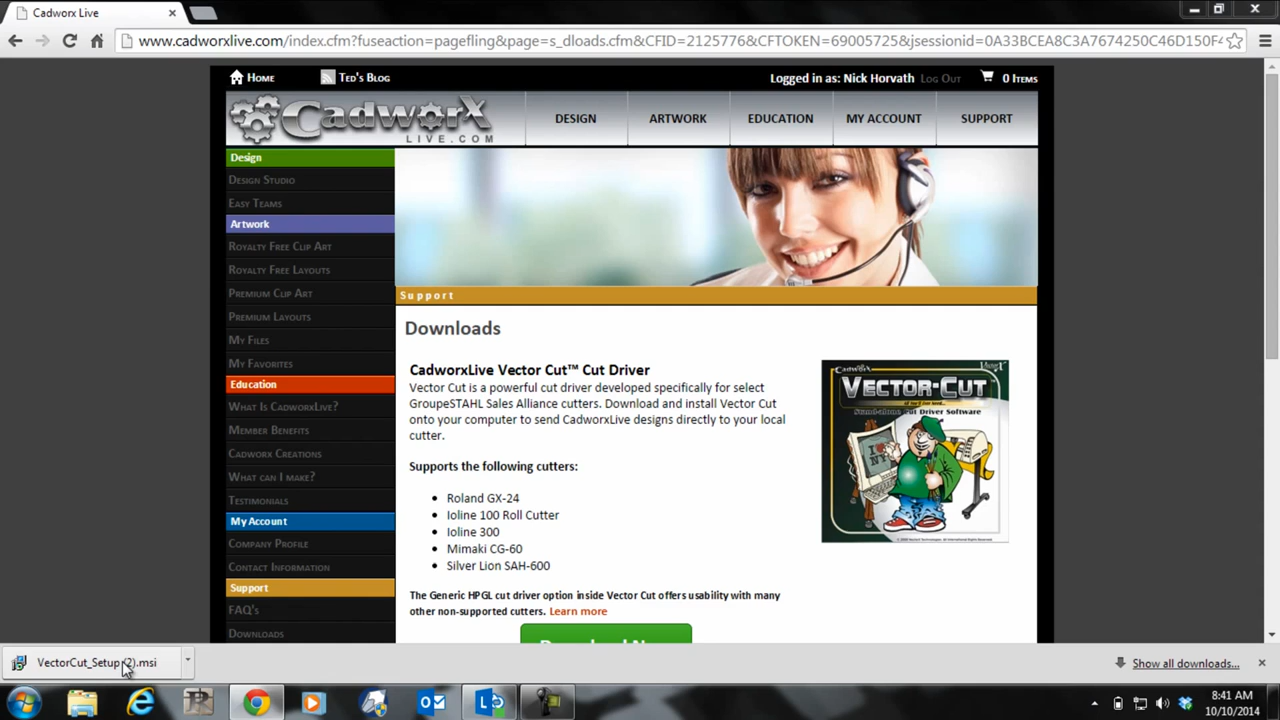 Cadworx Live
www.cadworxlive.com/index.cfm?fuseaction=pagefling&page=s_dloads.cfm&CFID=2125776&CFTOKEN=69005725&jsessionid=0A33BCEA8C3A7674250C46D150F4
Home Ted's Blog Logged in as: Nick Horvath Log Out 0 Items
CadworX
LIVE.COM
DESIGN ARTWORK EDUCATION MY ACCOUNT SUPPORT
Design
Design Studio
Easy Teams
Artwork
Royalty Free Clip Art
Royalty Free Layouts
Premium Clip Art
Premium Layouts
My Files
My Favorites
Education
What Is CadworxLive?
Member Benefits
Cadworx Creations
What can I make?
Testimonials
My Account
Company Profile
Contact Information
Support
FAQ's
Downloads
Support
Downloads
CadworxLive Vector Cut™ Cut Driver
Vector Cut is a powerful cut driver developed specifically for select
GroupeSTAHL Sales Alliance cutters. Download and install Vector Cut
onto your computer to send CadworxLive designs directly to your local
cutter.
Supports the following cutters:
Roland GX-24
Ioline 100 Roll Cutter
Ioline 300
Mimaki CG-60
Silver Lion SAH-600
The Generic HPGL cut driver option inside Vector Cut offers usability with many
other non-supported cutters. Learn more
Cadworx
VECTOR-CUT
Stand-alone Cut Driver Software
VectorCut_Setup (2).msi
Show all downloads...
8:41 AM
10/10/2014